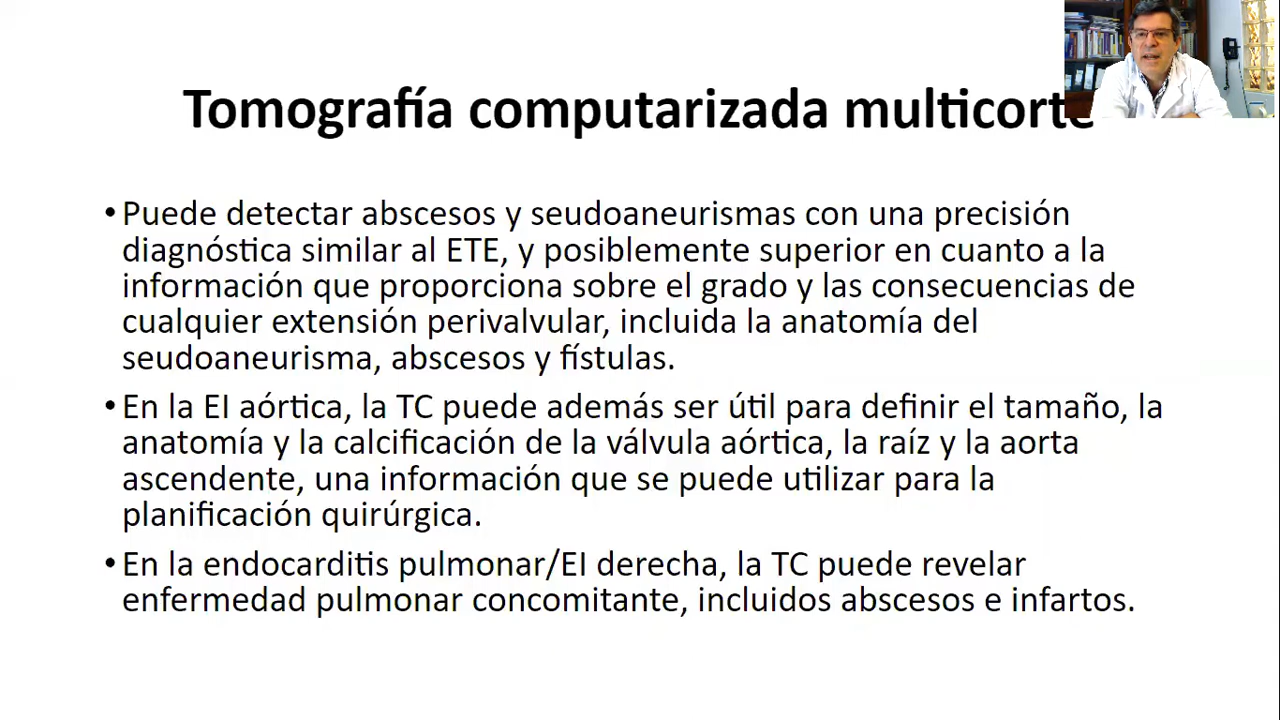 Tomografía computarizada multicorte
• Puede detectar abscesos y seudoaneurismas con una precisión
diagnóstica similar al ETE, y posiblemente superior en cuanto a la
información que proporciona sobre el grado y las consecuencias de
cualquier extensión perivalvular, incluida la anatomía del
seudoaneurisma, abscesos y fístulas.
• En la EI aórtica, la TC puede además ser útil para definir el tamaño, la
anatomía y la calcificación de la válvula aórtica, la raíz y la aorta
ascendente, una información que se puede utilizar para la
planificación quirúrgica.
• En la endocarditis pulmonar/EI derecha, la TC puede revelar
enfermedad pulmonar concomitante, incluidos abscesos e infartos.